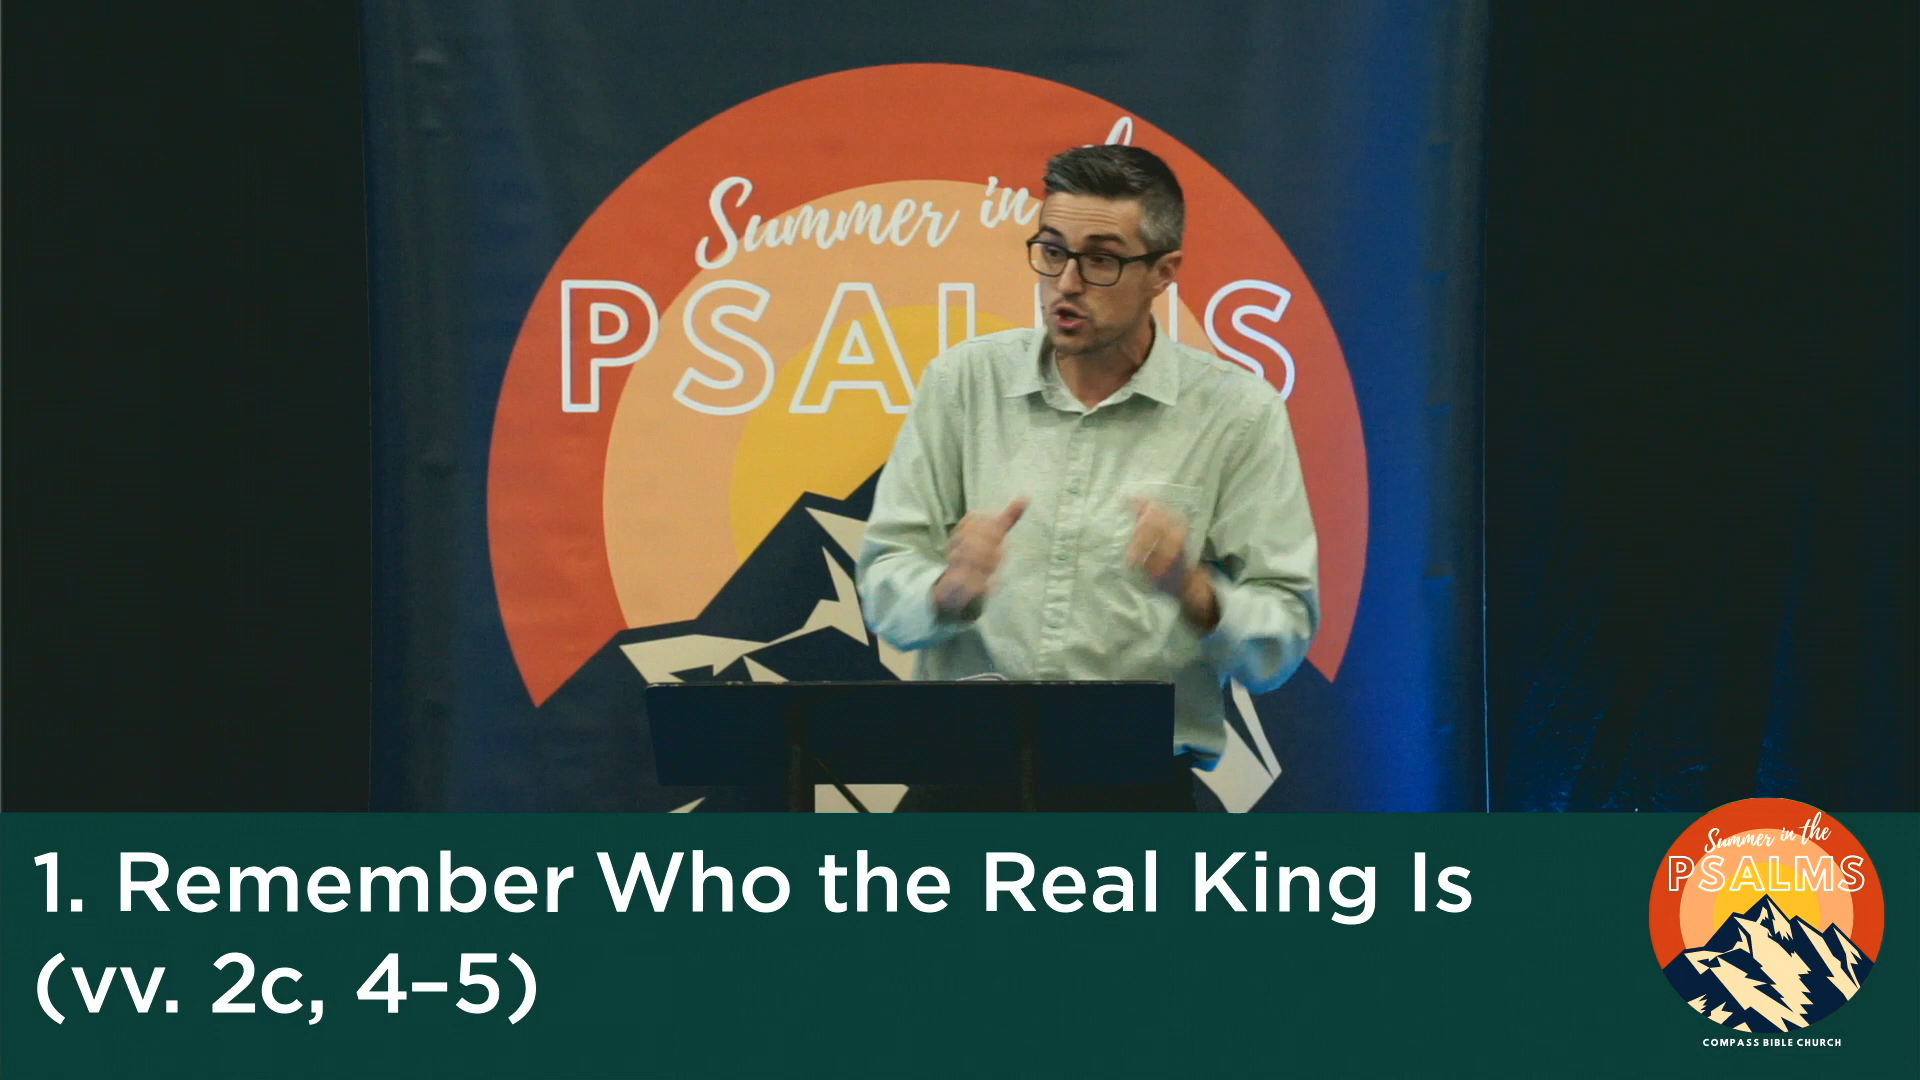 Summer in
PSALMS
1. Remember Who the Real King Is
(vv. 2c, 4–5)
Summer in the
PSALMS
COMPASS BIBLE CHURCH